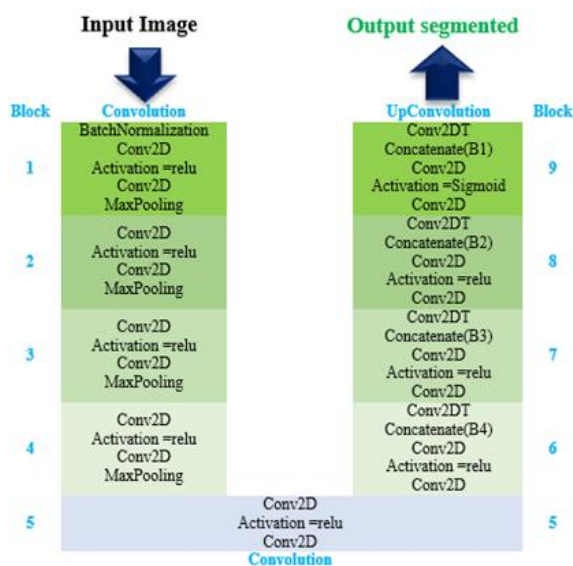 Input Image
Output segmented
Block
Convolution
UpConvolution
Block
1
BatchNormalization
Conv2D
Activation =relu
Conv2D
MaxPooling
Conv2DT
Concatenate(B1)
Conv2D
Activation =Sigmoid
Conv2D
9
2
Conv2D
Activation =relu
Conv2D
MaxPooling
Conv2DT
Concatenate(B2)
Conv2D
Activation =relu
Conv2D
8
3
Conv2D
Activation =relu
Conv2D
MaxPooling
Conv2DT
Concatenate(B3)
Conv2D
Activation =relu
Conv2D
7
4
Conv2D
Activation =relu
Conv2D
MaxPooling
Conv2DT
Concatenate(B4)
Conv2D
Activation =relu
Conv2D
6
5
Conv2D
Activation =relu
Conv2D
5
Convolution